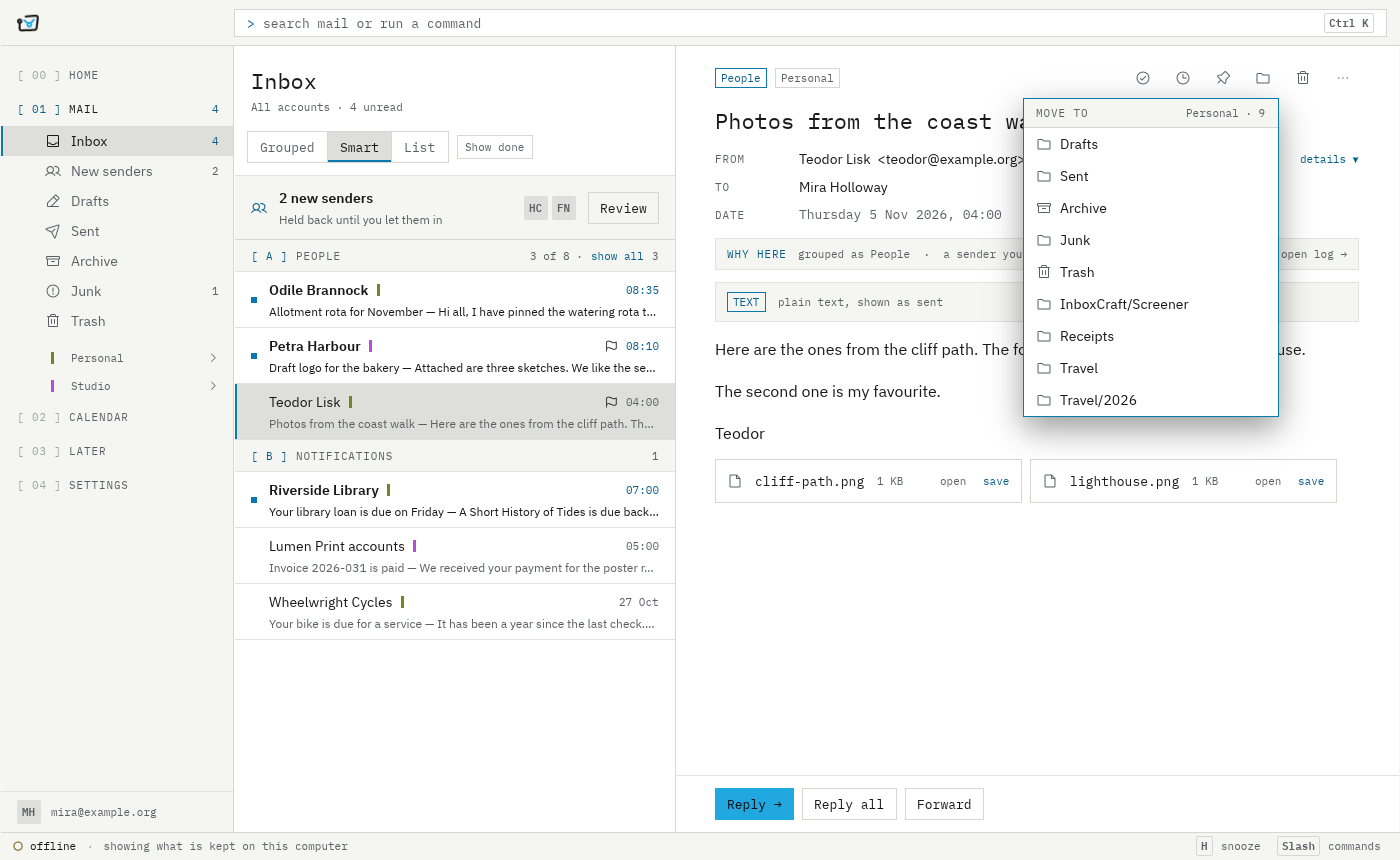 > search mail or run a command
Ctrl K
[ 00 ] HOME
[ 01 ] MAIL 4
Inbox 4
New senders 2
Drafts
Sent
Archive
Junk 1
Trash
Personal
Studio
[ 02 ] CALENDAR
[ 03 ] LATER
[ 04 ] SETTINGS
MH mira@example.org
Inbox
All accounts · 4 unread
Grouped Smart List Show done
2 new senders
Held back until you let them in
HC FN Review
[ A ] PEOPLE 3 of 8 · show all 3
Odile Brannock 08:35
Allotment rota for November — Hi all, I have pinned the watering rota t…
Petra Harbour 08:10
Draft logo for the bakery — Attached are three sketches. We like the se…
Teodor Lisk 04:00
Photos from the coast walk — Here are the ones from the cliff path. Th…
[ B ] NOTIFICATIONS 1
Riverside Library 07:00
Your library loan is due on Friday — A Short History of Tides is due back…
Lumen Print accounts 05:00
Invoice 2026-031 is paid — We received your payment for the poster r…
Wheelwright Cycles 27 Oct
Your bike is due for a service — It has been a year since the last check.…
People Personal
Photos from the coast
FROM Teodor Lisk <teodor@example.org> details ▾
TO Mira Holloway
DATE Thursday 5 Nov 2026, 04:00
WHY HERE grouped as People · a sender you open log →
TEXT plain text, shown as sent
Here are the ones from the cliff path. The
The second one is my favourite.
Teodor
cliff-path.png 1 KB open save
lighthouse.png 1 KB open save
MOVE TO Personal · 9
Drafts
Sent
Archive
Junk
Trash
InboxCraft/Screener
Receipts
Travel
Travel/2026
Reply → Reply all Forward
offline · showing what is kept on this computer
H snooze Slash commands